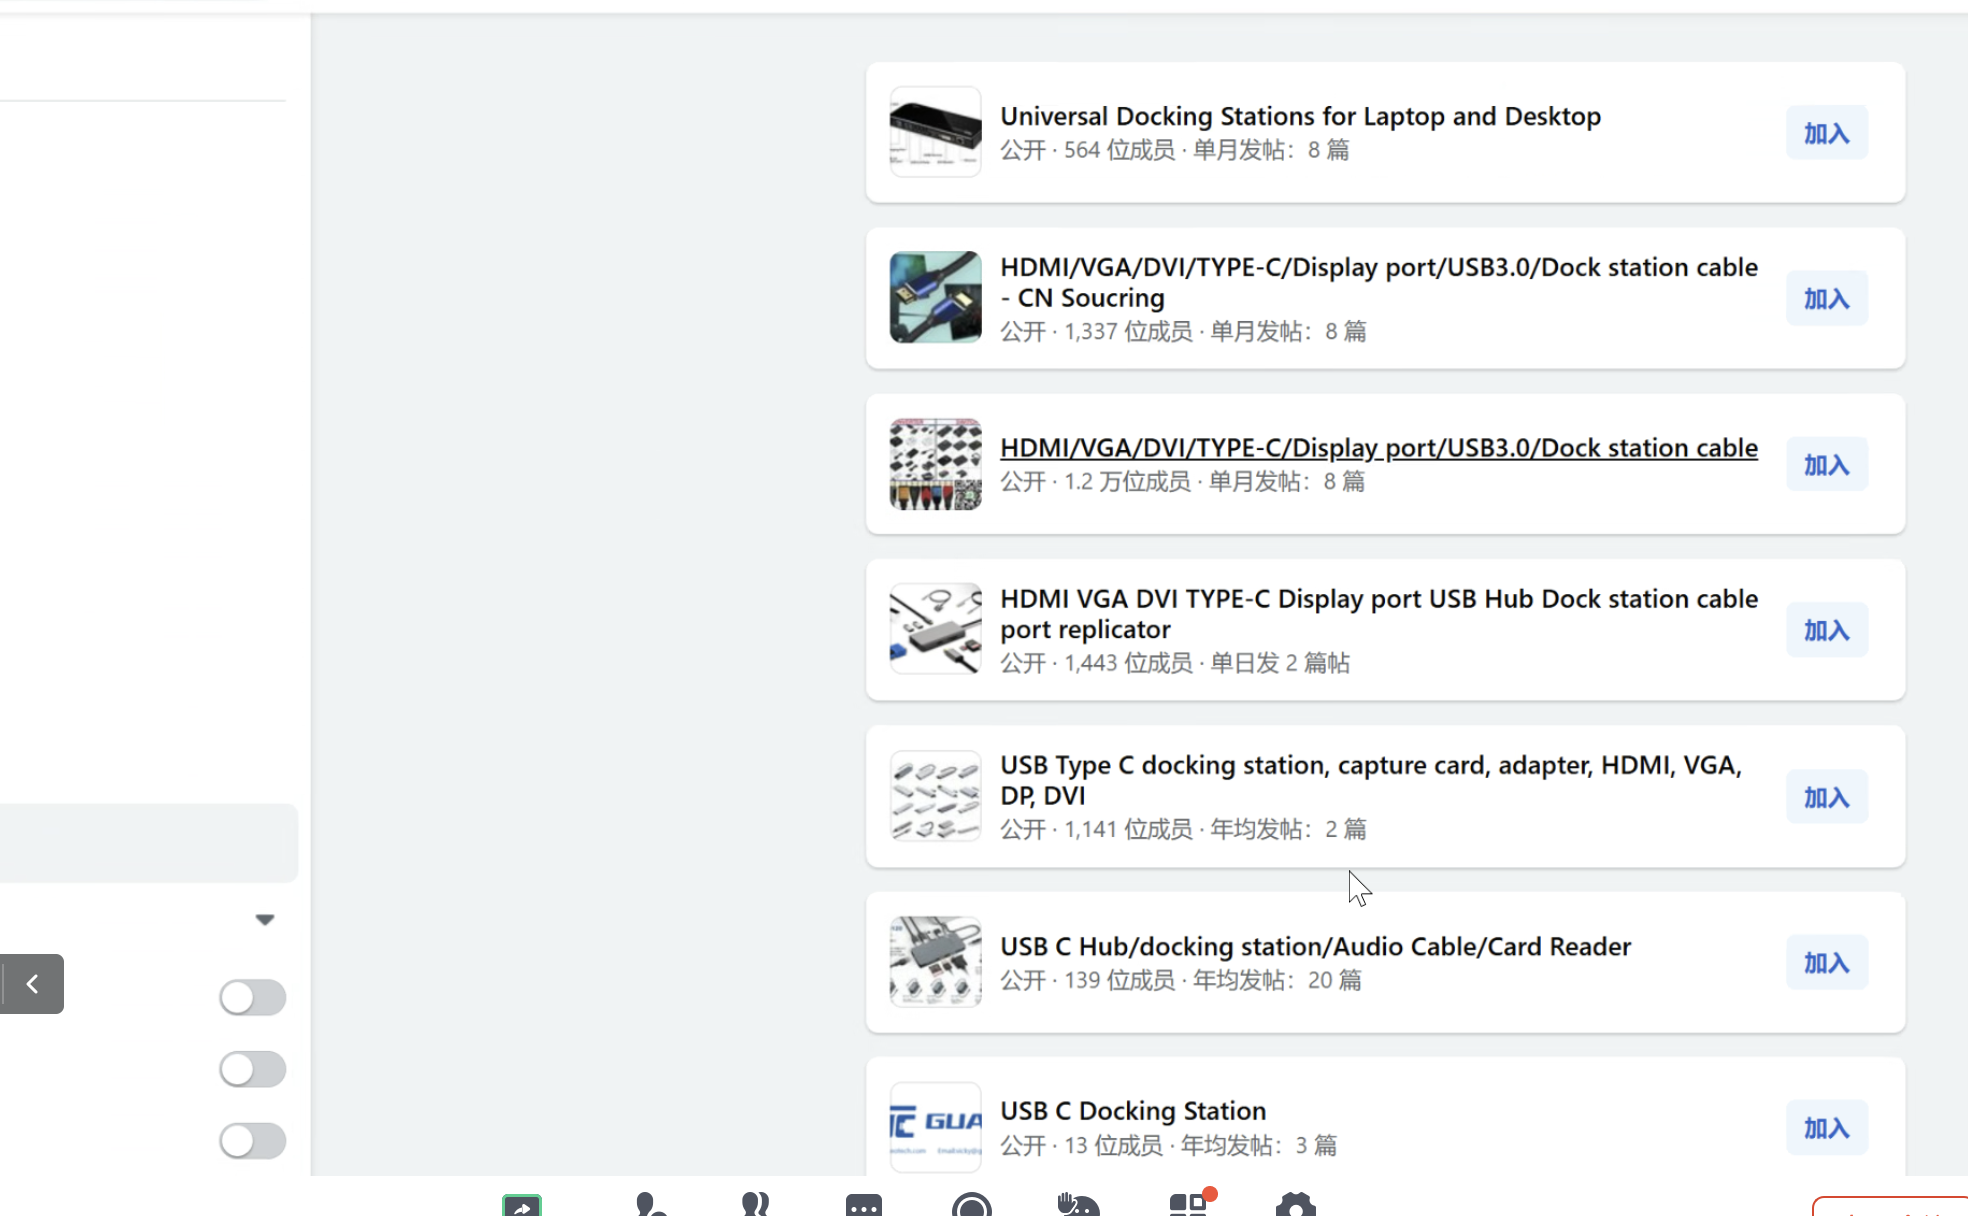 Universal Docking Stations for Laptop and Desktop
公开 · 564 位成员 · 单月发帖：8 篇
加入
HDMI/VGA/DVI/TYPE-C/Display port/USB3.0/Dock station cable
- CN Soucring
公开 · 1,337 位成员 · 单月发帖：8 篇
加入
HDMI/VGA/DVI/TYPE-C/Display port/USB3.0/Dock station cable
公开 · 1.2 万位成员 · 单月发帖：8 篇
加入
HDMI VGA DVI TYPE-C Display port USB Hub Dock station cable
port replicator
公开 · 1,443 位成员 · 单日发 2 篇帖
加入
USB Type C docking station, capture card, adapter, HDMI, VGA,
DP, DVI
公开 · 1,141 位成员 · 年均发帖：2 篇
加入
USB C Hub/docking station/Audio Cable/Card Reader
公开 · 139 位成员 · 年均发帖：20 篇
加入
GUA
USB C Docking Station
公开 · 13 位成员 · 年均发帖：3 篇
加入